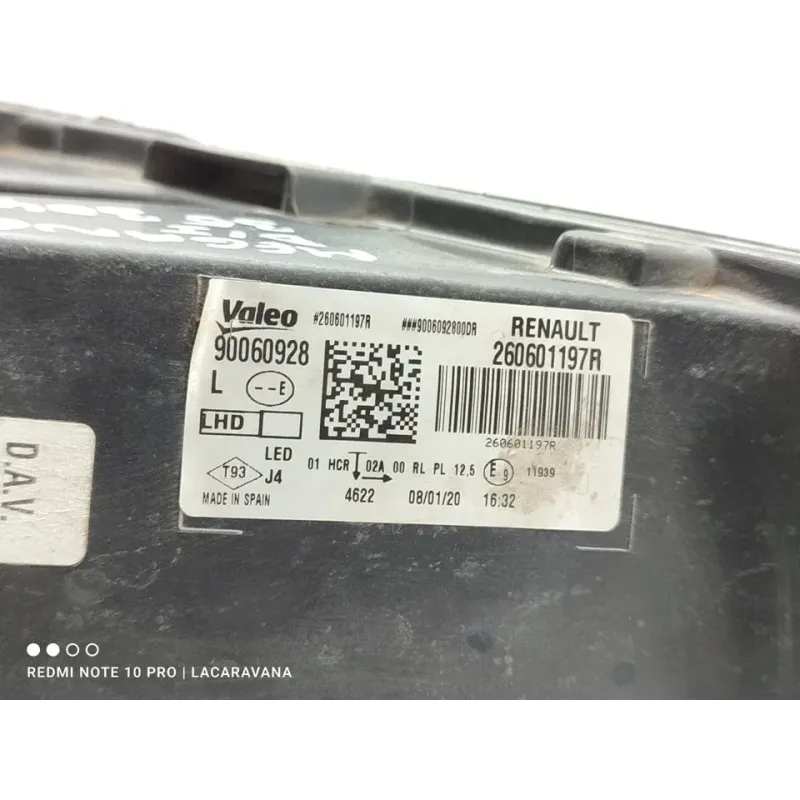 Valeo #260601197R ###9006092800DR RENAULT
90060928 260601197R
L --E
LHD
260601197R
LED
01 HCR 02A 00 RL PL 12,5 E9 11939
T93 J4
MADE IN SPAIN 4622 08/01/20 16:32
D.A.V.
REDMI NOTE 10 PRO | LACARAVANA